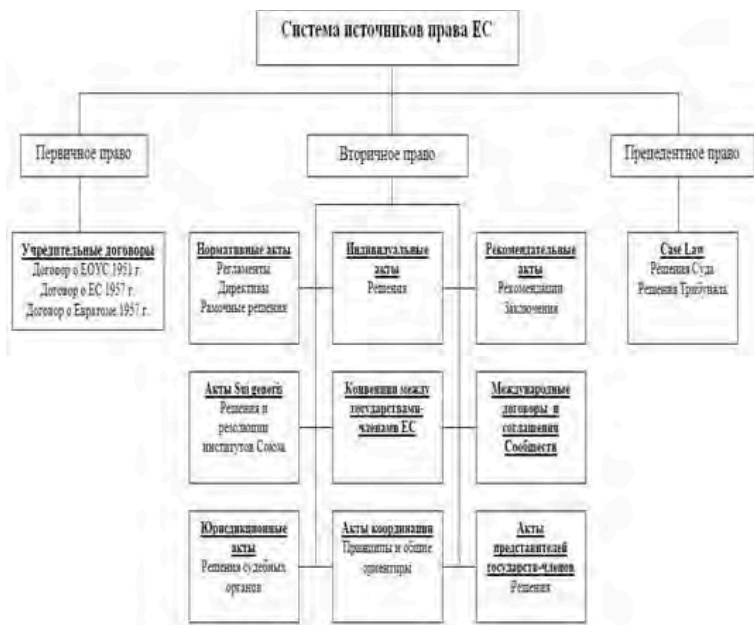 Система источников права ЕС
Первичное право
Вторичное право
Прецедентное право
Учредительные договоры
Договор о ЕОУС 1951 г.
Договор о ЕС 1957 г.
Договор о Евратоме 1957 г.
Нормативные акты
Регламенты
Директивы
Рамочные решения
Индивидуальные
акты
Решения
Рекомендательные
акты
Рекомендации
Заключения
Case Law
Решения Суда
Решения Трибунала
Акты Sui generis
Решения и
резолюции
институтов Союза
Конвенции между
государствами-
членами ЕС
Международные
договоры и
соглашения
Сообществ
Юрисдикционные
акты
Решения судебных
органов
Акты координации
Принципы и общие
ориентиры
Акты
представителей
государств-членов
Решения